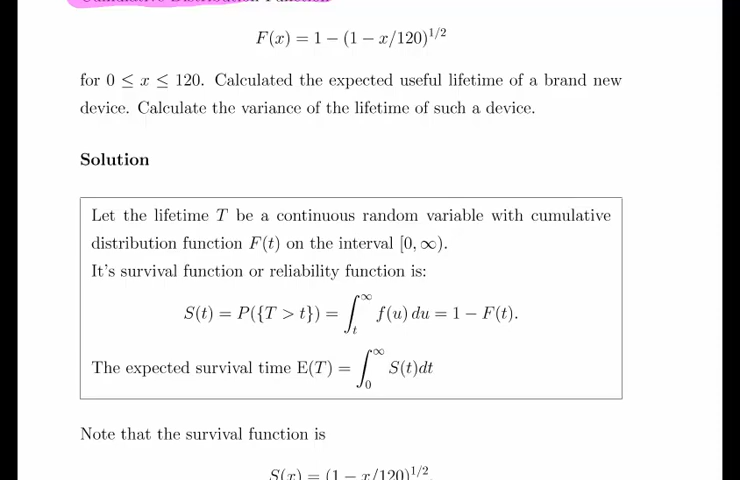 Cumulative Distribution Function
F(x) = 1 − (1 − x/120)^{1/2}
for 0 ≤ x ≤ 120. Calculated the expected useful lifetime of a brand new
device. Calculate the variance of the lifetime of such a device.
Solution
Let the lifetime T be a continuous random variable with cumulative
distribution function F(t) on the interval [0, ∞).
It's survival function or reliability function is:
S(t) = P({T > t}) = ∫_t^∞ f(u) du = 1 − F(t).
The expected survival time E(T) = ∫_0^∞ S(t)dt
Note that the survival function is
S(x) = (1 − x/120)^{1/2}